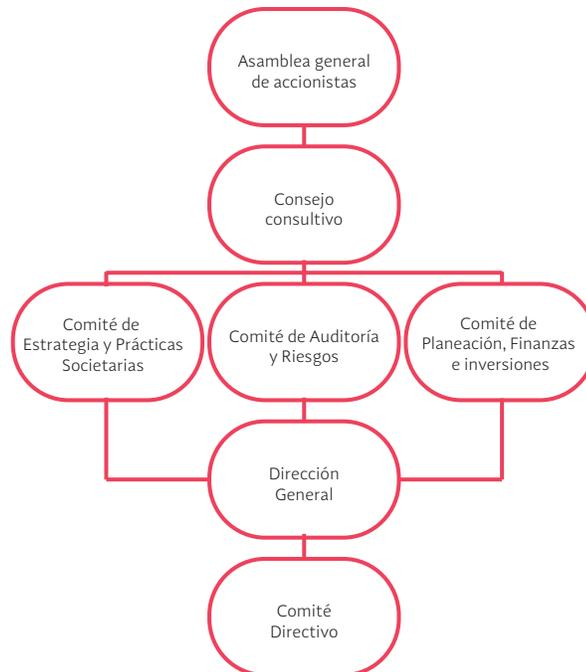 Asamblea general
de accionistas
Consejo
consultivo
Comité de
Estrategia y Prácticas
Societarias
Comité de Auditoría
y Riesgos
Comité de
Planeación, Finanzas
e inversiones
Dirección
General
Comité
Directivo